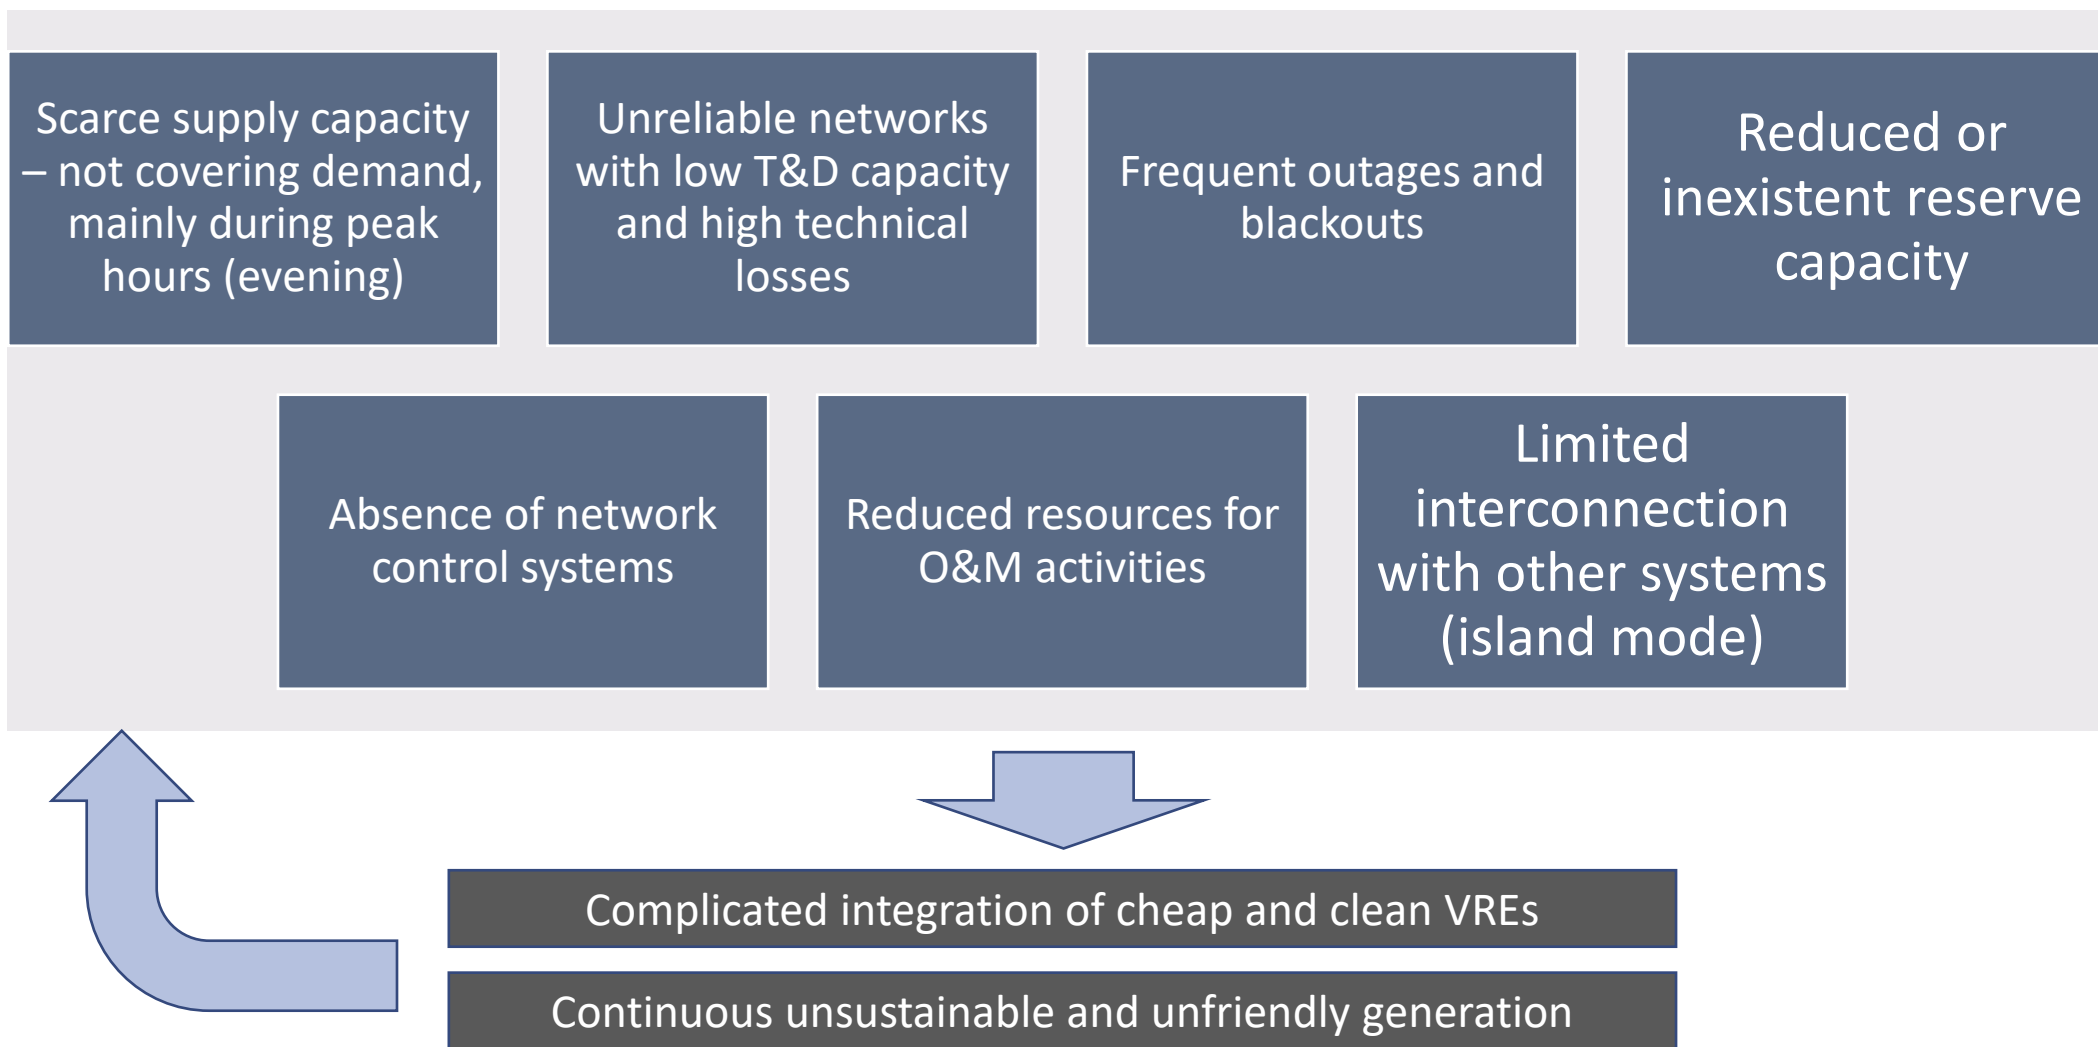 Scarce supply capacity
– not covering demand,
mainly during peak
hours (evening)
Unreliable networks
with low T&D capacity
and high technical
losses
Frequent outages and
blackouts
Reduced or
inexistent reserve
capacity
Absence of network
control systems
Reduced resources for
O&M activities
Limited
interconnection
with other systems
(island mode)
Complicated integration of cheap and clean VREs
Continuous unsustainable and unfriendly generation